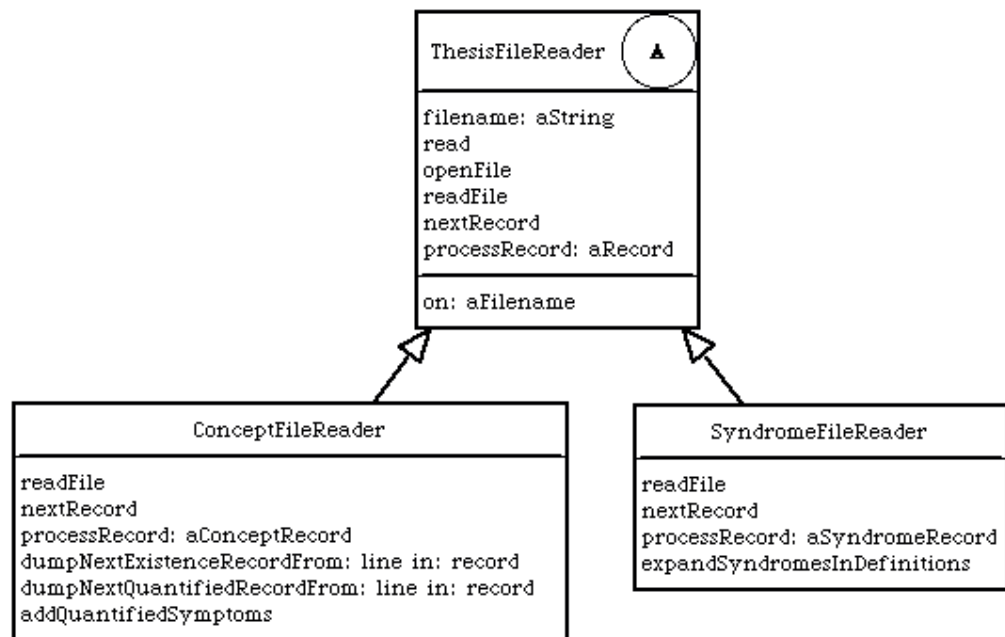 ThesisFileReader
A
filename: aString
read
openFile
readFile
nextRecord
processRecord: aRecord
on: aFilename
ConceptFileReader
readFile
nextRecord
processRecord: aConceptRecord
dumpNextExistenceRecordFrom: line in: record
dumpNextQuantifiedRecordFrom: line in: record
addQuantifiedSymptoms
SyndromeFileReader
readFile
nextRecord
processRecord: aSyndromeRecord
expandSyndromesInDefinitions